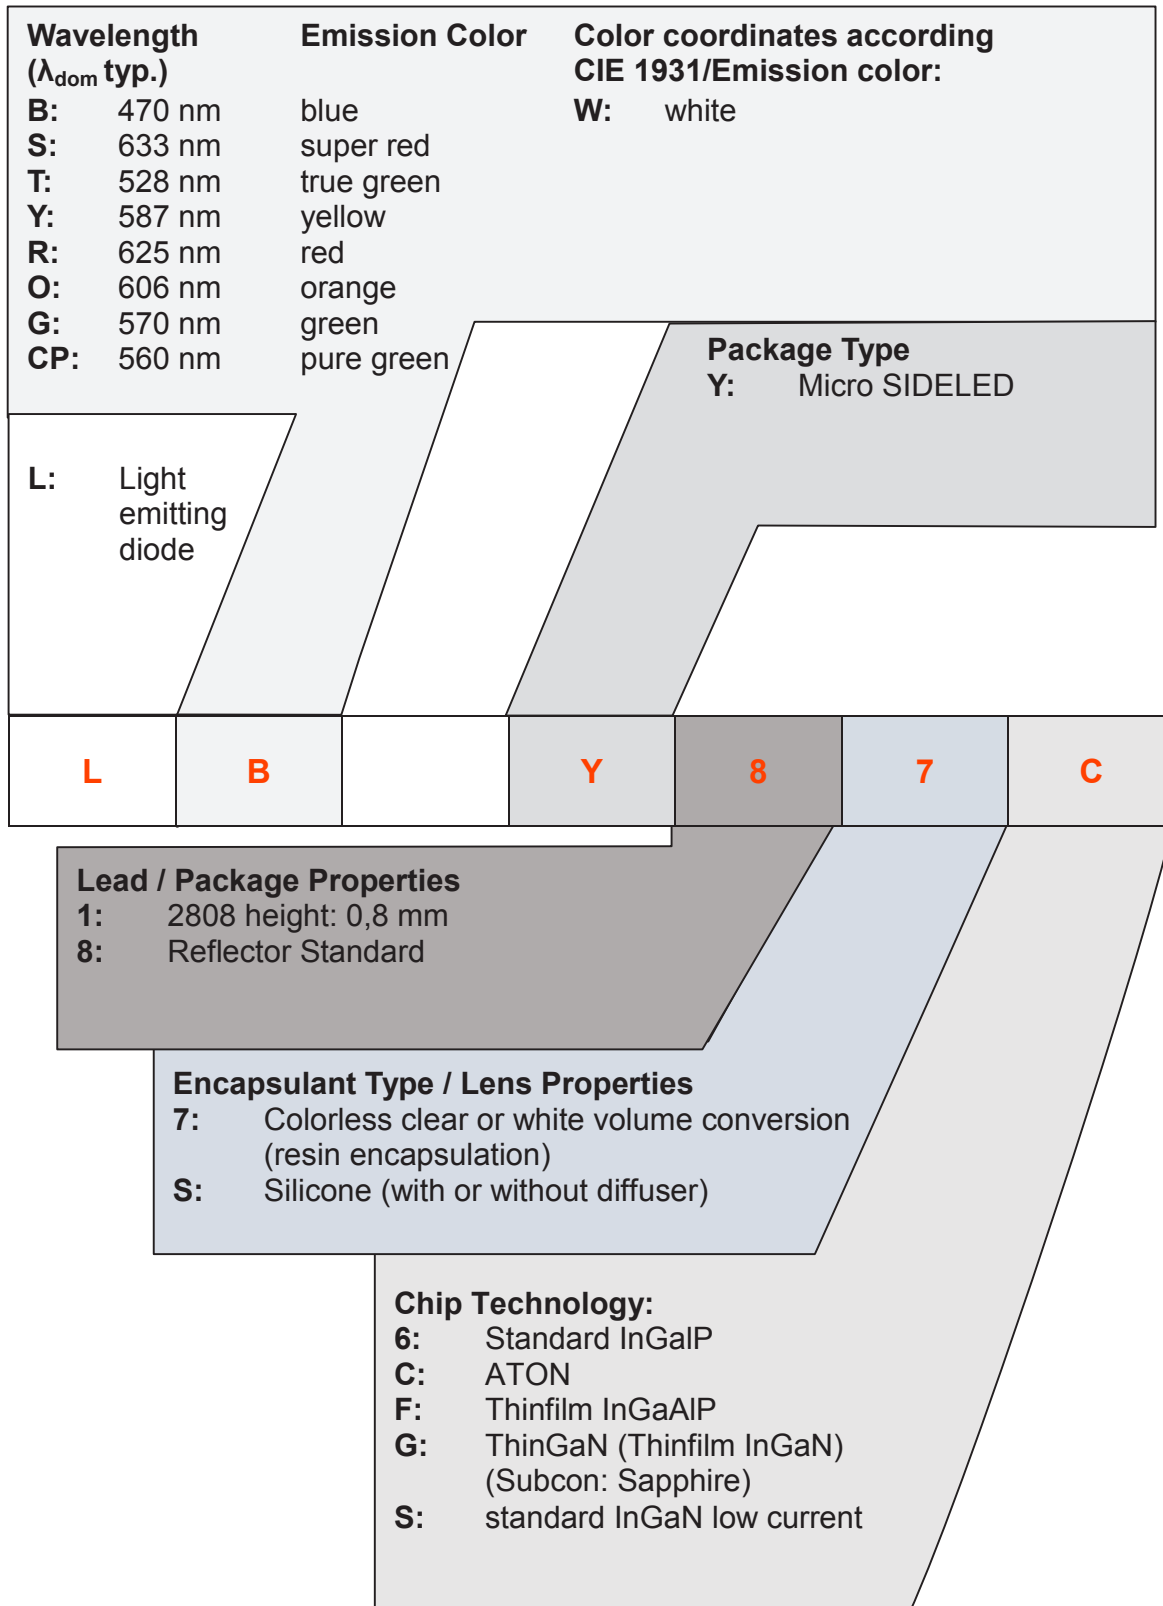 Wavelength Emission Color Color coordinates according
(λdom typ.) CIE 1931/Emission color:
B: 470 nm blue W: white
S: 633 nm super red
T: 528 nm true green
Y: 587 nm yellow
R: 625 nm red
O: 606 nm orange
G: 570 nm green
CP: 560 nm pure green
Package Type
Y: Micro SIDELED
L: Light
emitting
diode
L B Y 8 7 C
Lead / Package Properties
1: 2808 height: 0,8 mm
8: Reflector Standard
Encapsulant Type / Lens Properties
7: Colorless clear or white volume conversion
(resin encapsulation)
S: Silicone (with or without diffuser)
Chip Technology:
6: Standard InGalP
C: ATON
F: Thinfilm InGaAlP
G: ThinGaN (Thinfilm InGaN)
(Subcon: Sapphire)
S: standard InGaN low current